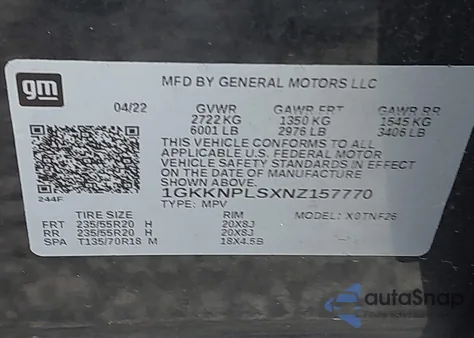 gm
MFD BY GENERAL MOTORS LLC
04/22 GVWR GAWR FRT GAWR RR
2722 KG 1350 KG 1545 KG
6001 LB 2976 LB 3406 LB
THIS VEHICLE CONFORMS TO ALL
APPLICABLE U.S. FEDERAL MOTOR
VEHICLE SAFETY STANDARDS IN EFFECT
ON THE DATE OF MANUFACTURE
SHOWN ABOVE.
1GKKNPLSXNZ157770
TYPE: MPV MODEL: X0TNF26
244F
TIRE SIZE RIM
FRT 235/55R20 H 20X8J
RR 235/55R20 H 20X8J
SPA T135/70R18 M 18X4.5B
autaSnap